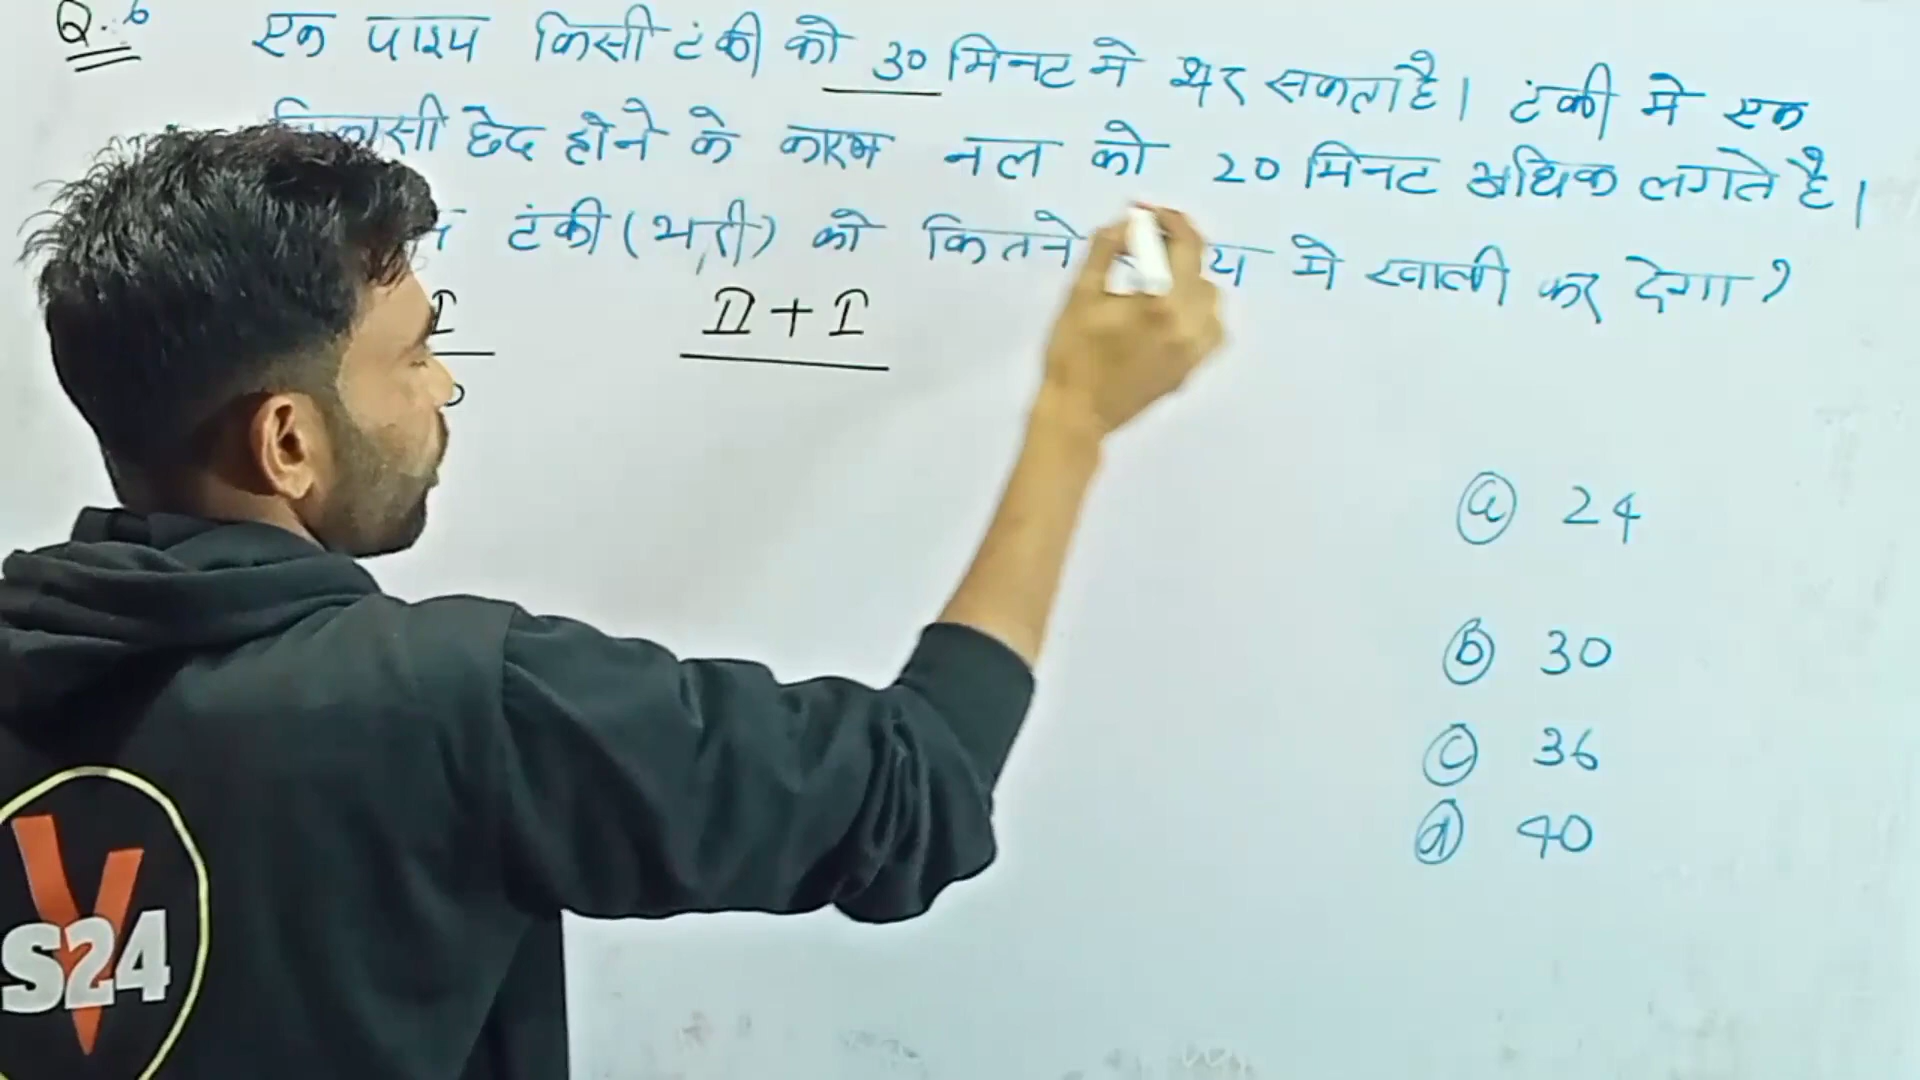 Q. 6 एक पाइप किसी टंकी को 30 मिनट मे भर सकता है। टंकी मे एक
छेद होने के कारण नल को 20 मिनट अधिक लगते है।
टंकी (भरी) को कितने मे खाली कर देगा ?
I
II + I
a 24
b 30
c 36
d 40
V
S24